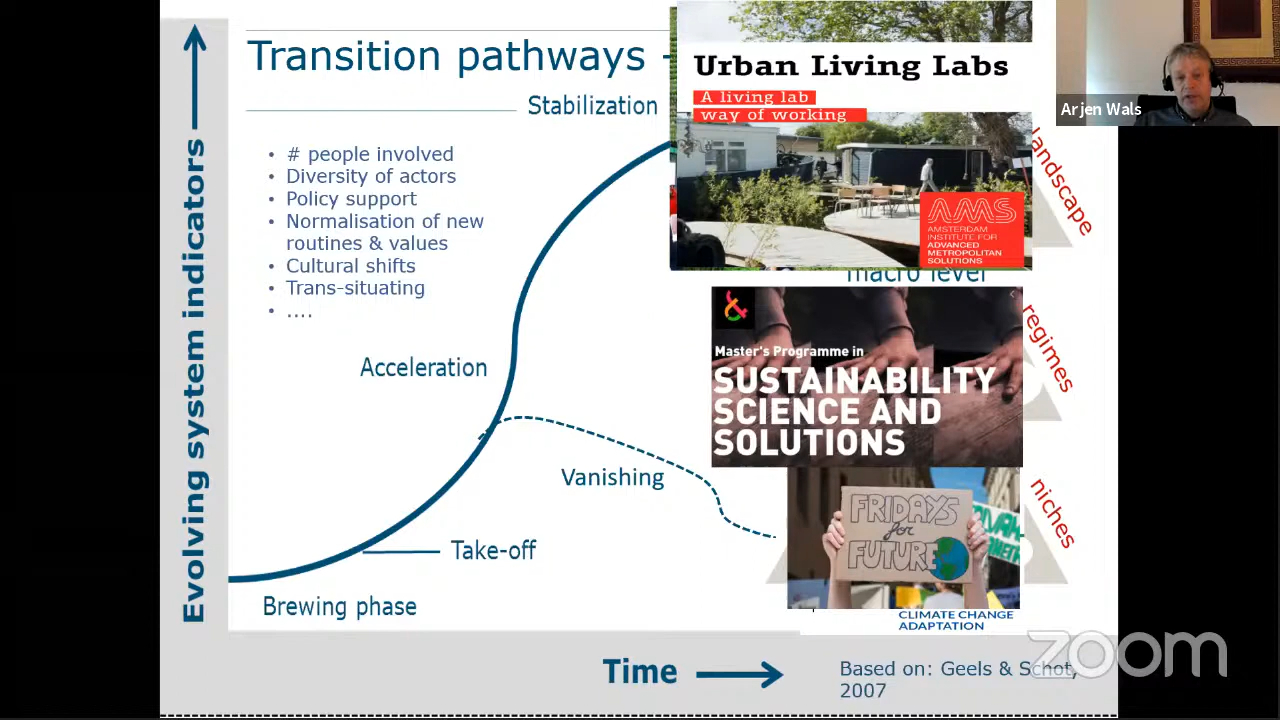 Transition pathways -
Stabilization
# people involved
Diversity of actors
Policy support
Normalisation of new
routines & values
Cultural shifts
Trans-situating
....
Acceleration
Vanishing
Take-off
Brewing phase
Evolving system indicators
Time
Based on: Geels & Schot,
2007
Urban Living Labs
A living lab
way of working
AMS
AMSTERDAM
INSTITUTE FOR
ADVANCED
METROPOLITAN
SOLUTIONS
macro level
Master's Programme in
SUSTAINABILITY
SCIENCE AND
SOLUTIONS
FRIDAYS
for
FUTURE
CLIMATE CHANGE
ADAPTATION
landscape
regimes
niches
Arjen Wals
zoom